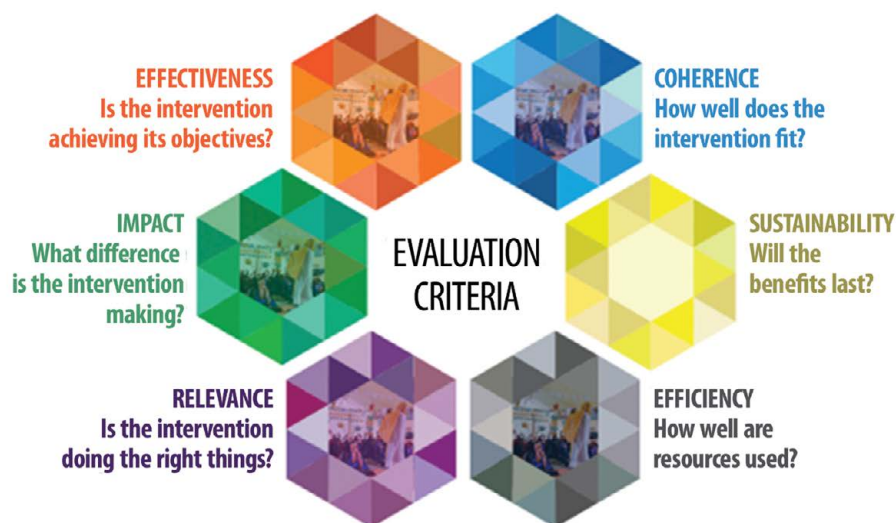 EFFECTIVENESS
Is the intervention
achieving its objectives?
COHERENCE
How well does the
intervention fit?
IMPACT
What difference
is the intervention
making?
EVALUATION
CRITERIA
SUSTAINABILITY
Will the
benefits last?
RELEVANCE
Is the intervention
doing the right things?
EFFICIENCY
How well are
resources used?